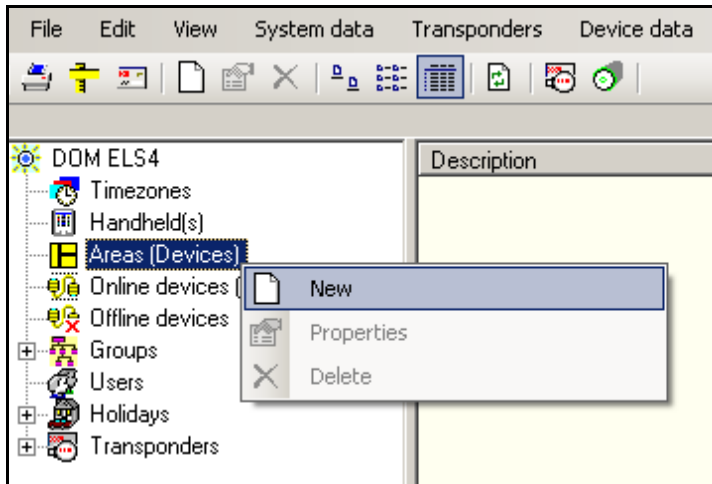 File Edit View System data Transponders Device data
DOM ELS4
Description
Timezones
Handheld(s)
Areas (Devices)
Online devices (
New
Offline devices
Properties
Groups
Delete
Users
Holidays
Transponders